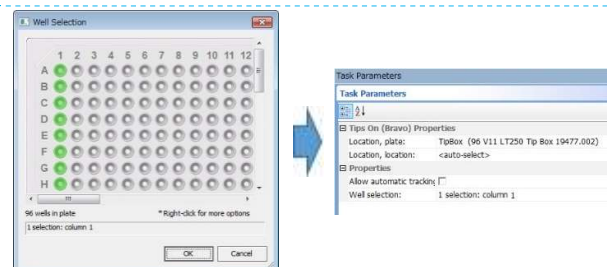 Well Selection
1 2 3 4 5 6 7 8 9 10 11 12
A
B
C
D
E
F
G
H
96 wells in plate
*Right-click for more options
1 selection: column 1
OK
Cancel
Task Parameters
Task Parameters
Tips On (Bravo) Properties
Location, plate: TipBox (96 V11 LT250 Tip Box 19477.002)
Location, location: <auto-select>
Properties
Allow automatic tracking
Well selection: 1 selection: column 1